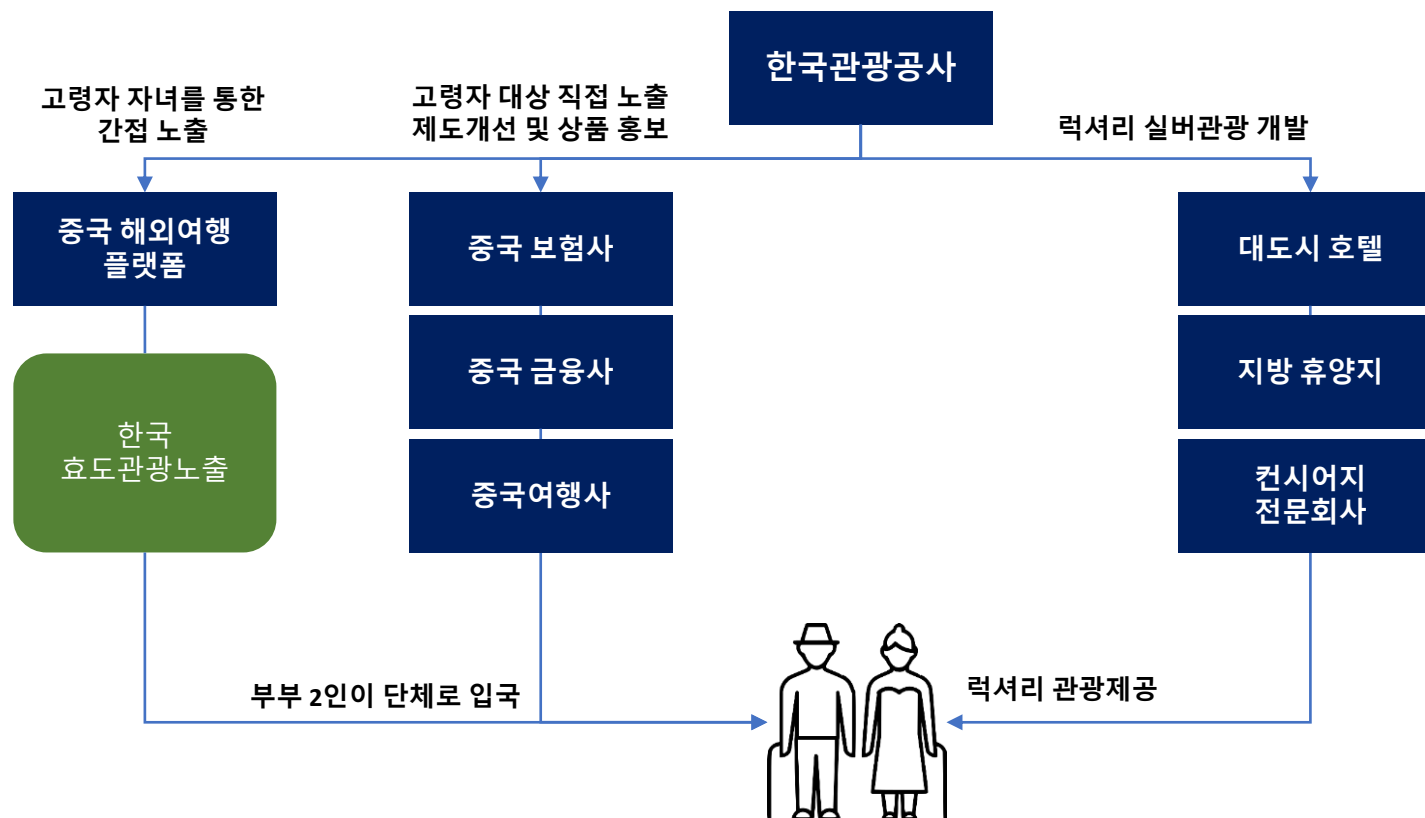 한국관광공사
고령자 자녀를 통한
간접 노출
고령자 대상 직접 노출
제도개선 및 상품 홍보
럭셔리 실버관광 개발
중국 해외여행
플랫폼
중국 보험사
대도시 호텔
한국
효도관광노출
중국 금융사
지방 휴양지
중국여행사
컨시어지
전문회사
부부 2인이 단체로 입국
럭셔리 관광제공